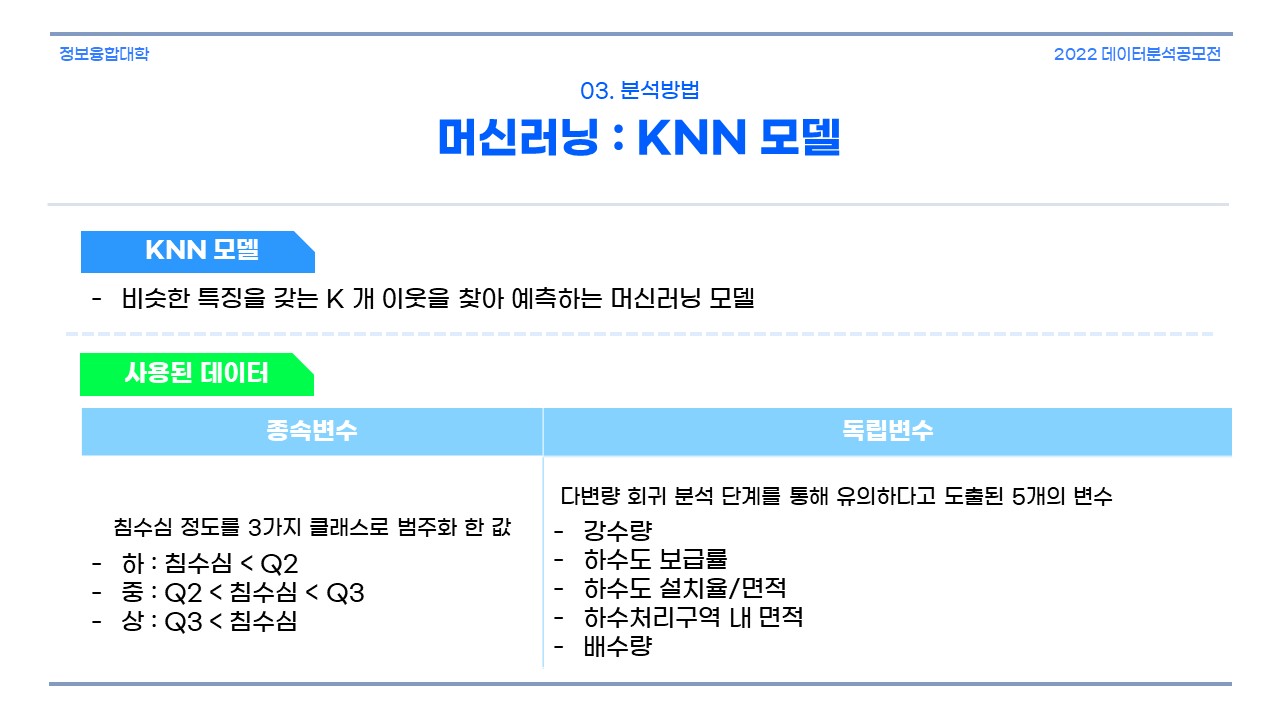 정보융합대학
2022 데이터분석공모전
03. 분석방법
머신러닝 : KNN 모델
KNN 모델
- 비슷한 특징을 갖는 K 개 이웃을 찾아 예측하는 머신러닝 모델
사용된 데이터
종속변수
독립변수
침수심 정도를 3가지 클래스로 범주화 한 값
- 하 : 침수심 < Q2
- 중 : Q2 < 침수심 < Q3
- 상 : Q3 < 침수심
다변량 회귀 분석 단계를 통해 유의하다고 도출된 5개의 변수
- 강수량
- 하수도 보급률
- 하수도 설치율/면적
- 하수처리구역 내 면적
- 배수량